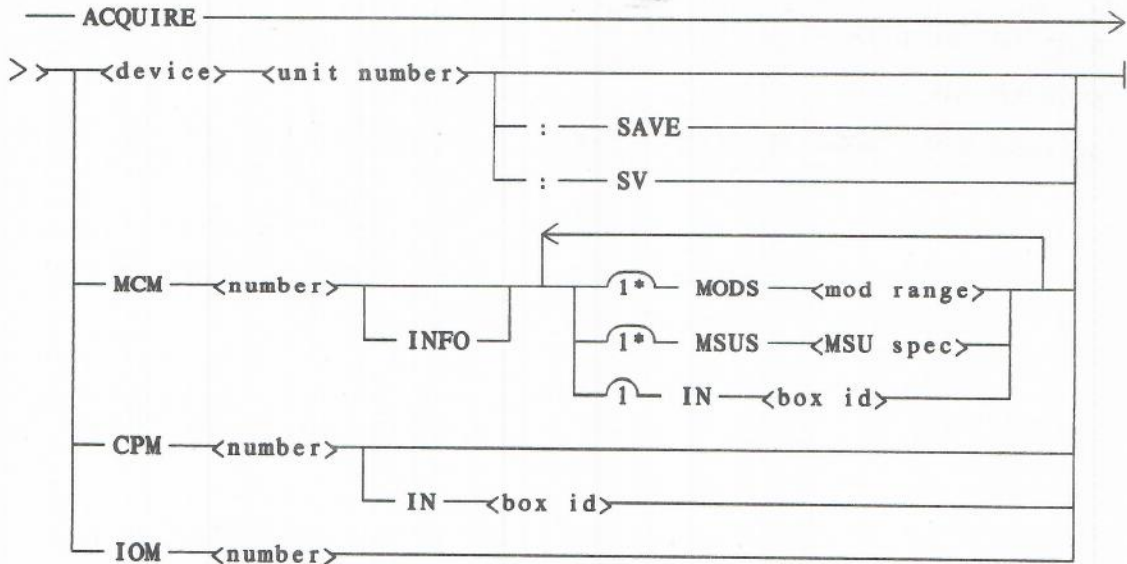 ACQUIRE
>><device> <unit number>
: SAVE
: SV
MCM <number> 1* MODS <mod range>
INFO 1* MSUS <MSU spec>
1 IN <box id>
CPM <number>
IN <box id>
IOM <number>